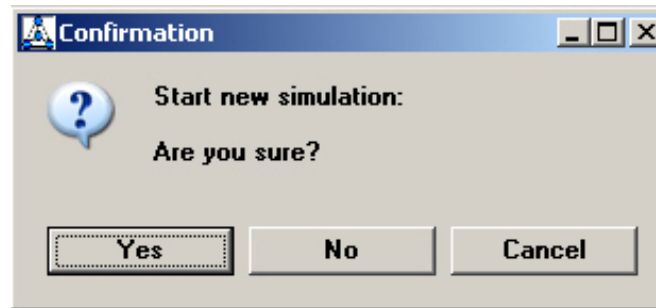 Confirmation
Start new simulation:
Are you sure?
Yes
No
Cancel